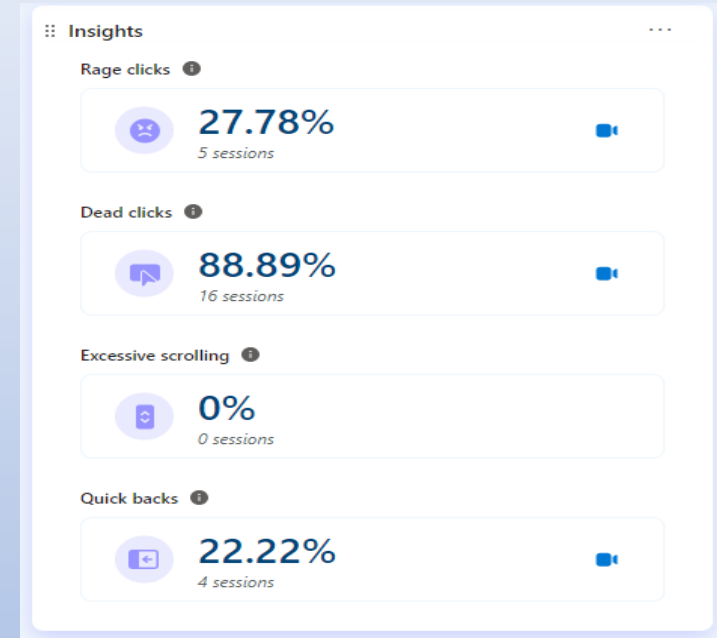 Insights
Rage clicks
27.78%
5 sessions
Dead clicks
88.89%
16 sessions
Excessive scrolling
0%
0 sessions
Quick backs
22.22%
4 sessions